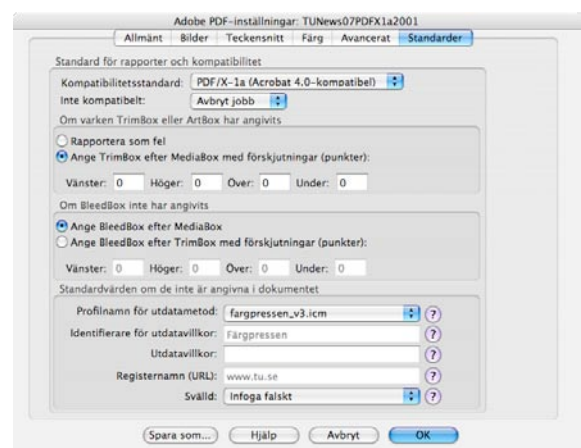 Adobe PDF-inställningar: TUNews07PDFX1a2001
Allmänt Bilder Teckensnitt Färg Avancerat Standarder
Standard för rapporter och kompatibilitet
Kompatibilitetsstandard: PDF/X-1a (Acrobat 4.0-kompatibel)
Inte kompatibelt: Avbryt jobb
Om varken TrimBox eller ArtBox har angivits
Rapportera som fel
Ange TrimBox efter MediaBox med förskjutningar (punkter):
Vänster: 0 Höger: 0 Över: 0 Under: 0
Om BleedBox inte har angivits
Ange BleedBox efter MediaBox
Ange BleedBox efter TrimBox med förskjutningar (punkter):
Vänster: 0 Höger: 0 Över: 0 Under: 0
Standardvärden om de inte är angivna i dokumentet
Profilnamn för utdatametod: fargpressen_v3.icm ?
Identifierare för utdatavillkor: Färgpressen ?
Utdatavillkor: ?
Registernamn (URL): www.tu.se ?
Svälld: Infoga falskt ?
Spara som... Hjälp Avbryt OK